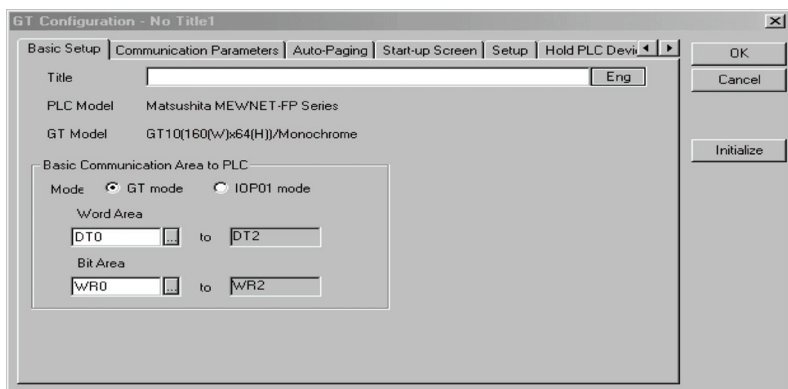 GT Configuration - No Title1
Basic Setup Communication Parameters Auto-Paging Start-up Screen Setup Hold PLC Devi
OK
Title Eng
Cancel
PLC Model Matsushita MEWNET-FP Series
GT Model GT10(160(W)x64(H))/Monochrome
Initialize
Basic Communication Area to PLC
Mode GT mode IOP01 mode
Word Area
DT0 ... to DT2
Bit Area
WR0 ... to WR2